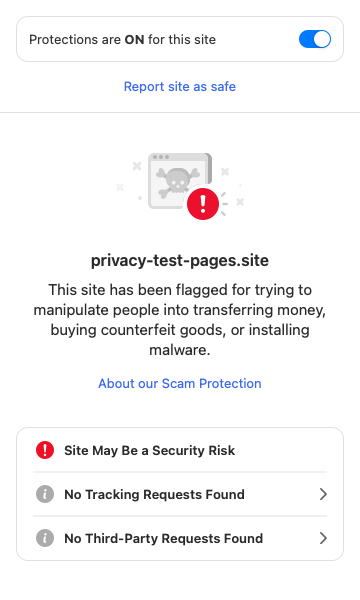 Protections are ON for this site
Report site as safe
privacy-test-pages.site
This site has been flagged for trying to
manipulate people into transferring money,
buying counterfeit goods, or installing
malware.
About our Scam Protection
Site May Be a Security Risk
No Tracking Requests Found
No Third-Party Requests Found